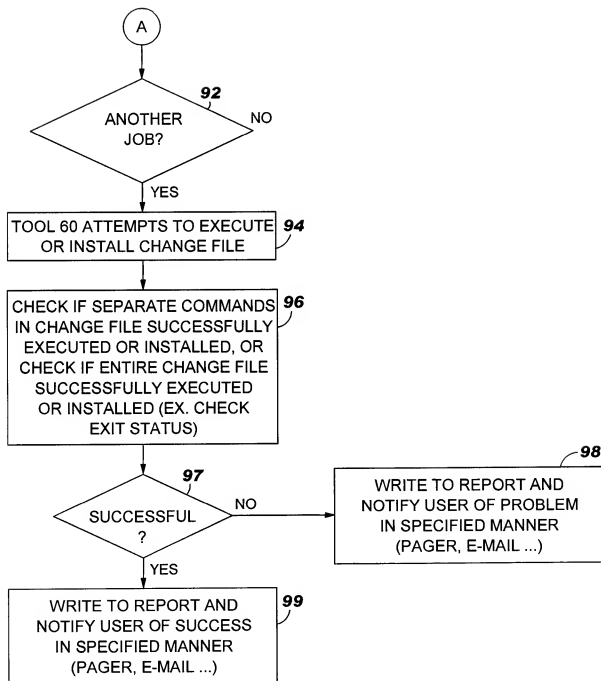 A
92
ANOTHER
JOB?
NO
YES
TOOL 60 ATTEMPTS TO EXECUTE
OR INSTALL CHANGE FILE
94
CHECK IF SEPARATE COMMANDS
IN CHANGE FILE SUCCESSFULLY
EXECUTED OR INSTALLED, OR
CHECK IF ENTIRE CHANGE FILE
SUCCESSFULLY EXECUTED
OR INSTALLED (EX. CHECK
EXIT STATUS)
96
97
SUCCESSFUL
?
NO
98
WRITE TO REPORT AND
NOTIFY USER OF PROBLEM
IN SPECIFIED MANNER
(PAGER, E-MAIL ...)
YES
WRITE TO REPORT AND
NOTIFY USER OF SUCCESS
IN SPECIFIED MANNER
(PAGER, E-MAIL ...)
99